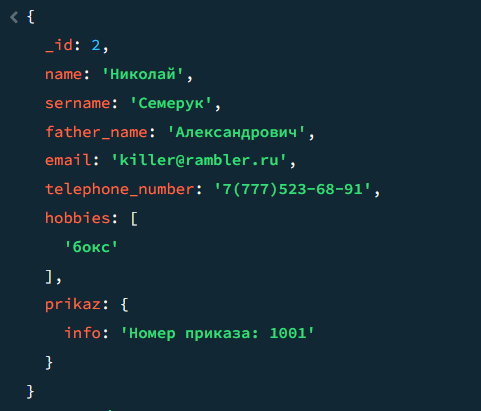 {
_id: 2,
name: 'Николай',
sername: 'Семерук',
father_name: 'Александрович',
email: 'killer@rambler.ru',
telephone_number: '7(777)523-68-91',
hobbies: [
'бокс'
],
prikaz: {
info: 'Номер приказа: 1001'
}
}